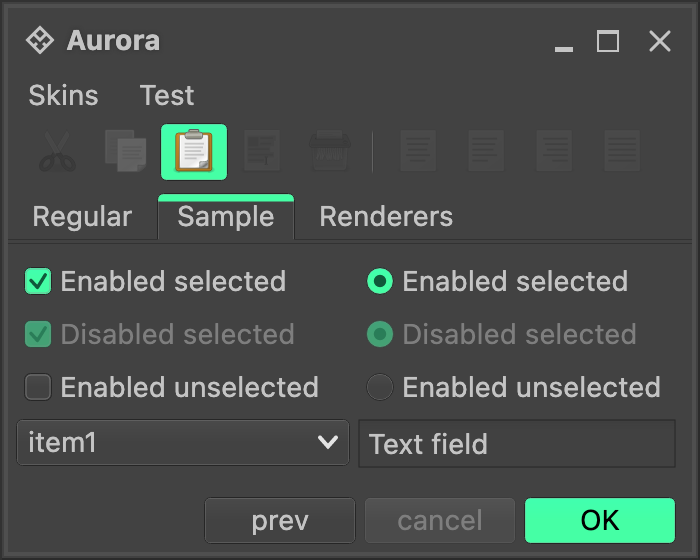 Aurora
Skins Test
Regular Sample Renderers
Enabled selected Enabled selected
Disabled selected Disabled selected
Enabled unselected Enabled unselected
item1 Text field
prev cancel OK